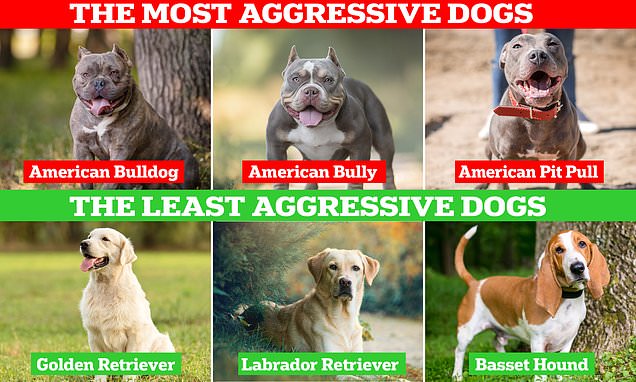 THE MOST AGGRESSIVE DOGS
American Bulldog
American Bully
American Pit Pull
THE LEAST AGGRESSIVE DOGS
Golden Retriever
Labrador Retriever
Basset Hound